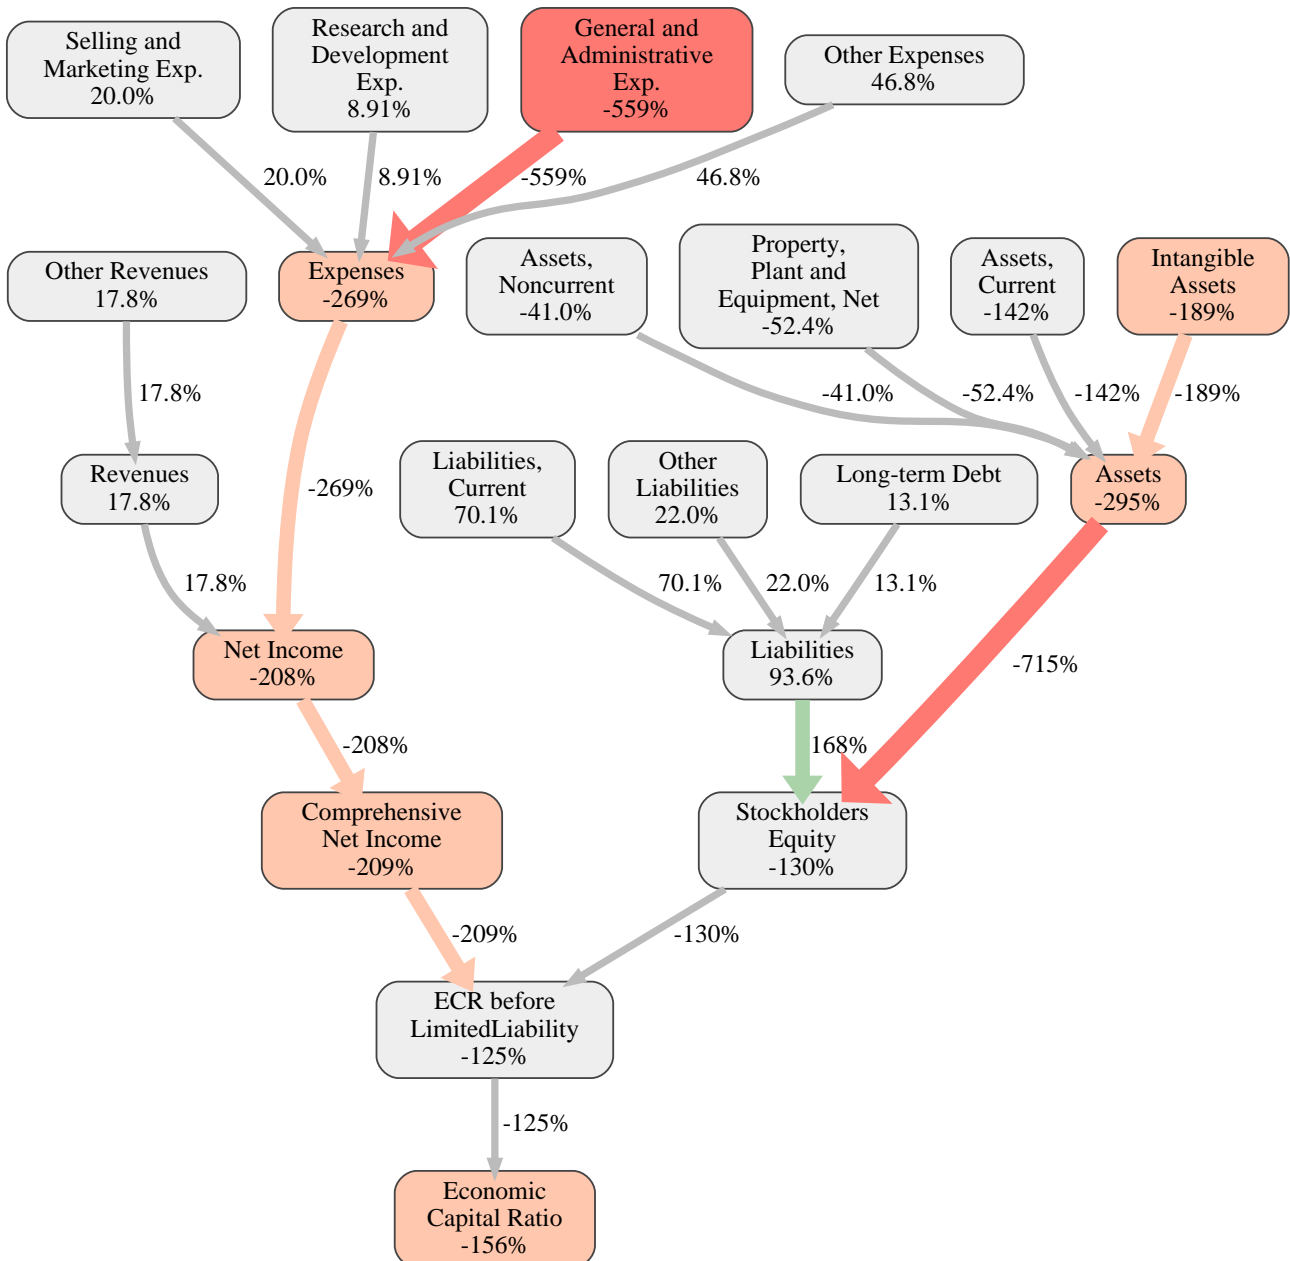 Selling and
Marketing Exp.
20.0%
Research and
Development
Exp.
8.91%
General and
Administrative
Exp.
-559%
Other Expenses
46.8%
20.0%
8.91%
-559%
46.8%
Other Revenues
17.8%
Expenses
-269%
Assets,
Noncurrent
-41.0%
Property,
Plant and
Equipment, Net
-52.4%
Assets,
Current
-142%
Intangible
Assets
-189%
17.8%
-41.0%
-52.4%
-142%
-189%
Revenues
17.8%
-269%
Liabilities,
Current
70.1%
Other
Liabilities
22.0%
Long-term Debt
13.1%
Assets
-295%
17.8%
70.1%
22.0%
13.1%
Net Income
-208%
Liabilities
93.6%
-715%
-208%
168%
Comprehensive
Net Income
-209%
Stockholders
Equity
-130%
-209%
-130%
ECR before
LimitedLiability
-125%
-125%
Economic
Capital Ratio
-156%